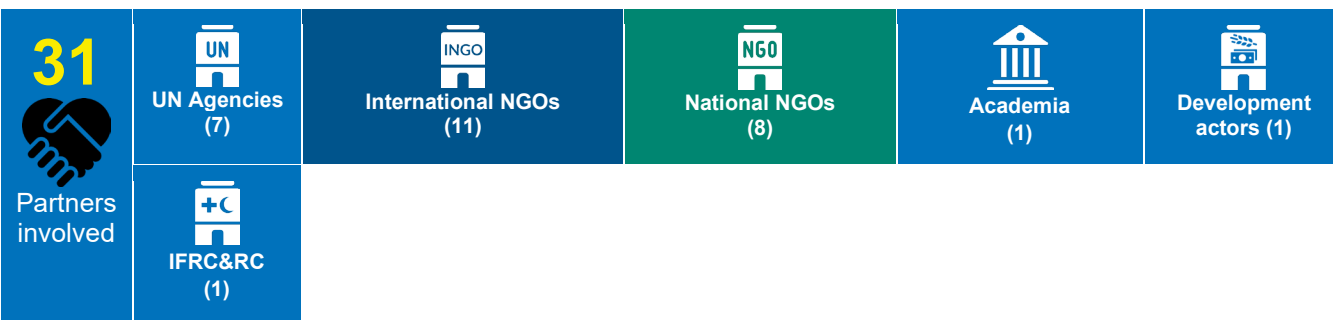 31
Partners
involved
UN
UN Agencies
(7)
INGO
International NGOs
(11)
NGO
National NGOs
(8)
Academia
(1)
Development
actors (1)
IFRC&RC
(1)